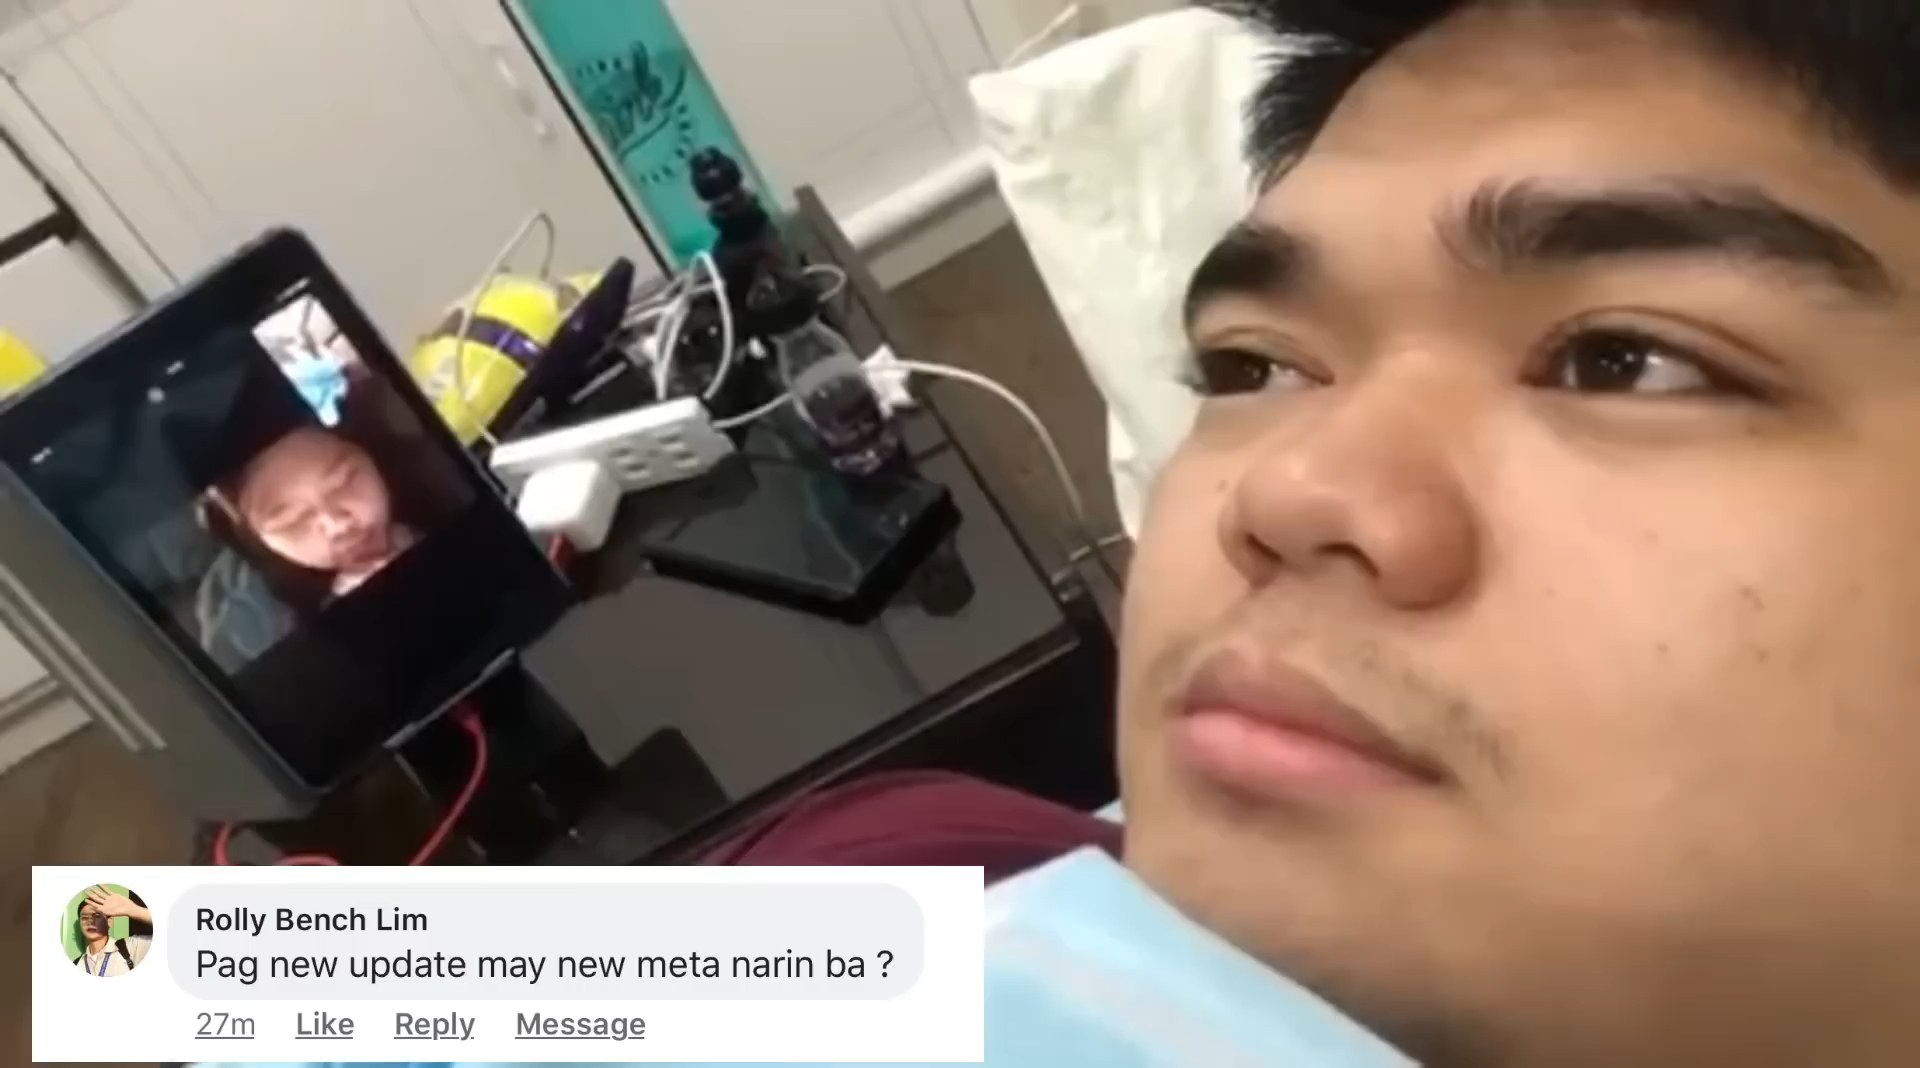 Rolly Bench Lim
Pag new update may new meta narin ba ?
27m Like Reply Message